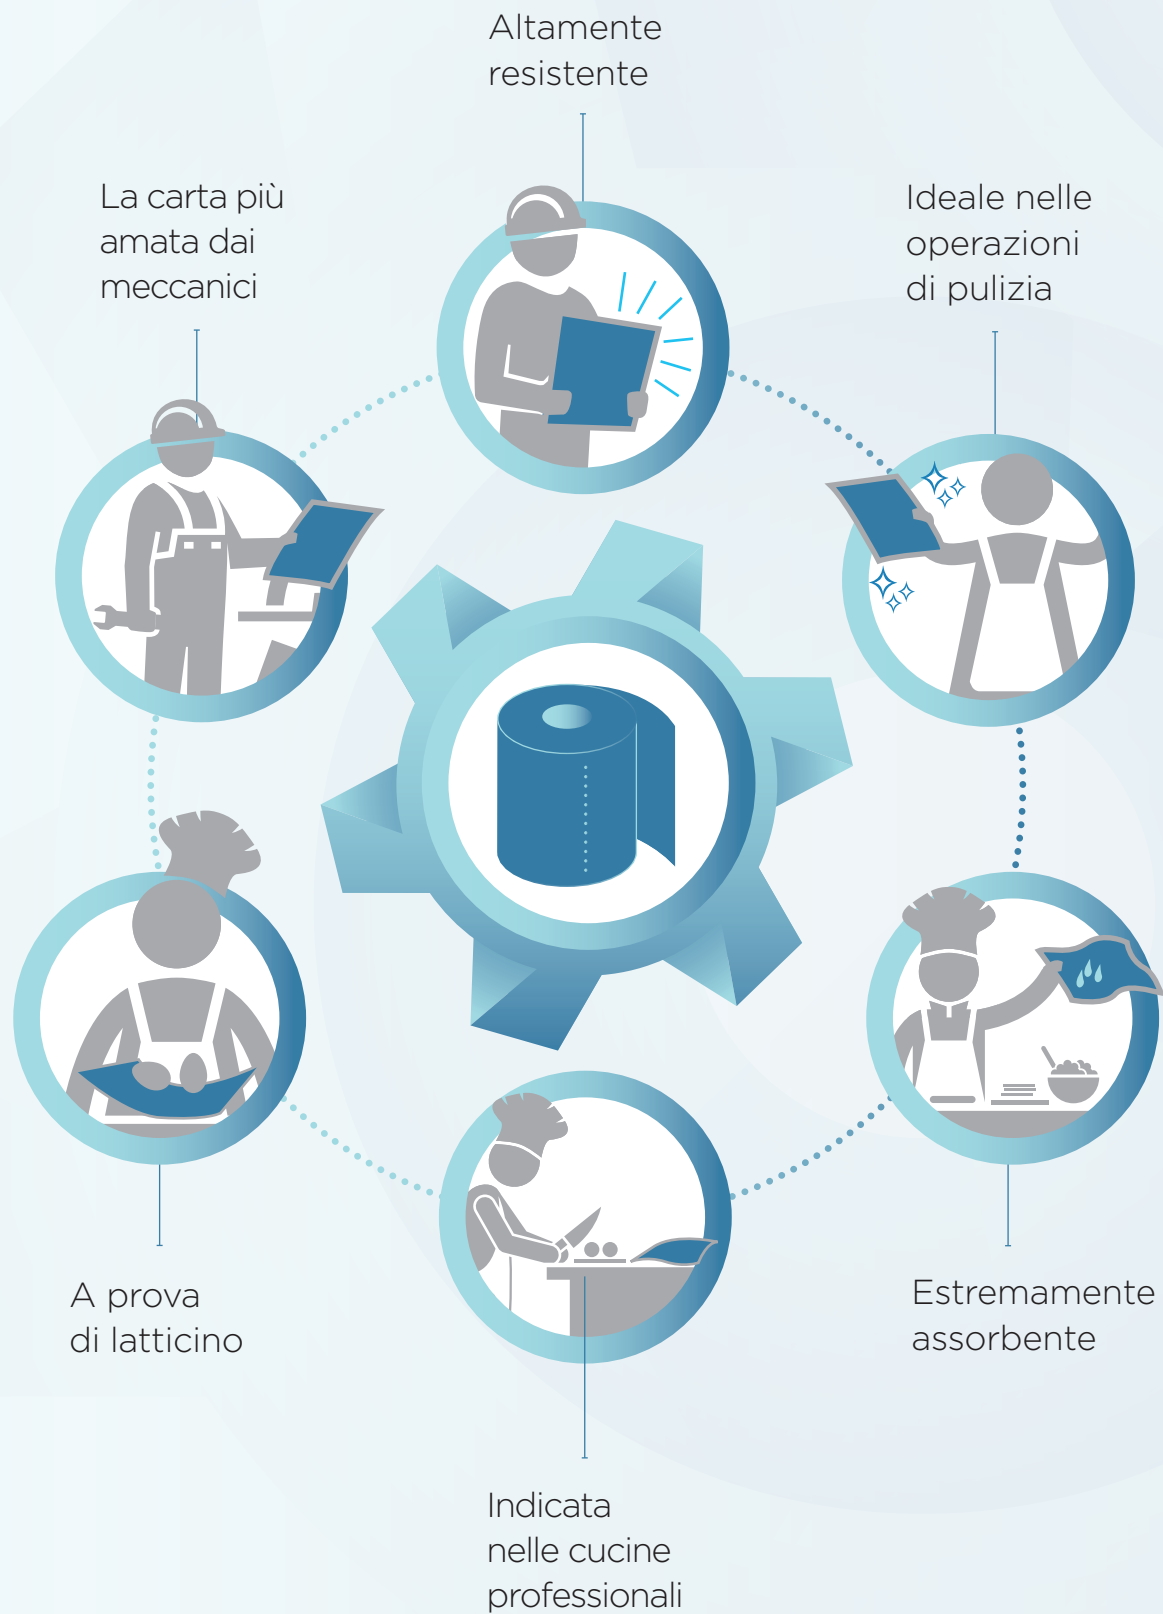 Altamente
resistente
La carta più
amata dai
meccanici
Ideale nelle
operazioni
di pulizia
A prova
di latticino
Estremamente
assorbente
Indicata
nelle cucine
professionali